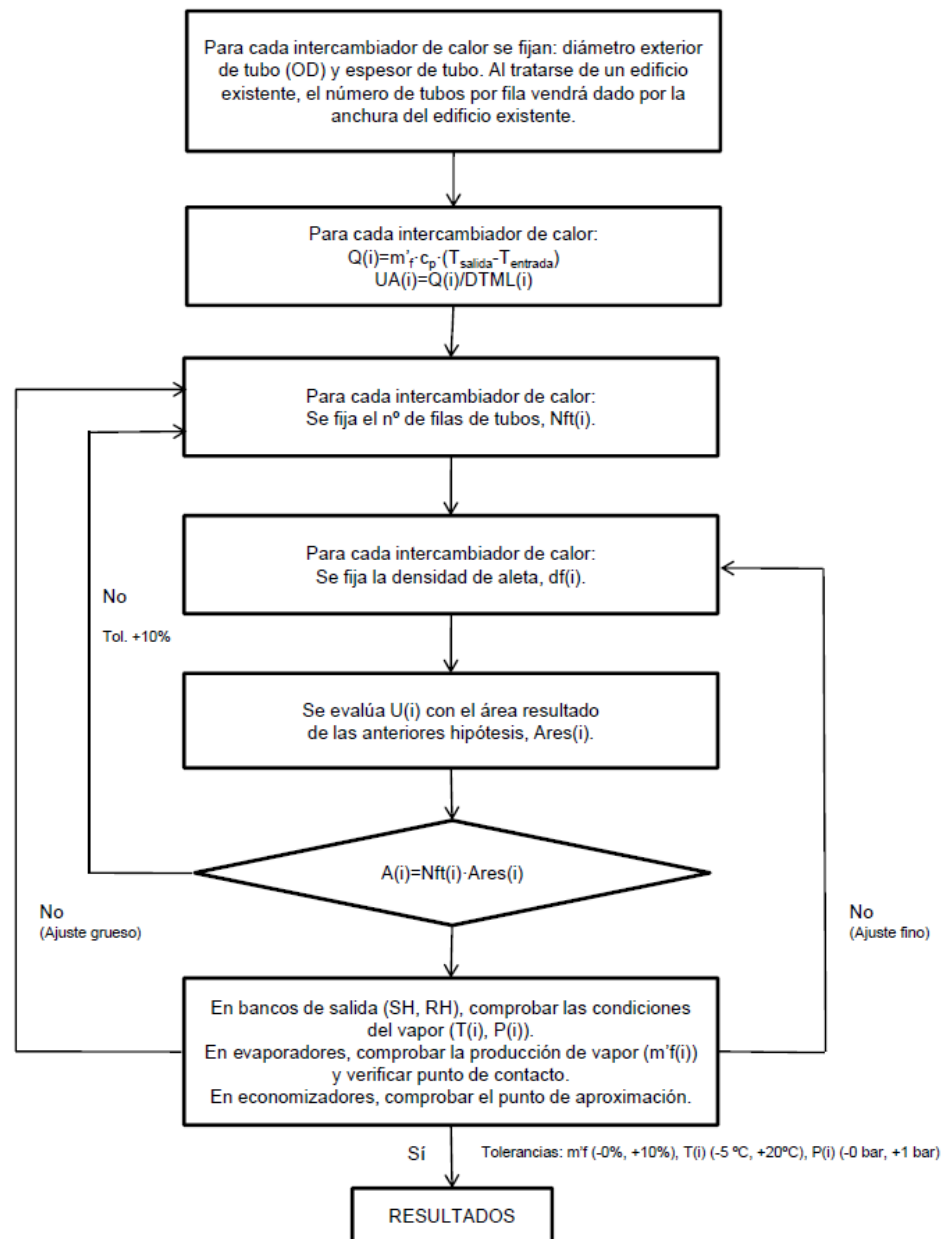 Para cada intercambiador de calor se fijan: diámetro exterior
de tubo (OD) y espesor de tubo. Al tratarse de un edificio
existente, el número de tubos por fila vendrá dado por la
anchura del edificio existente.
Para cada intercambiador de calor:
Q(i)=m'f·cp·(Tsalida-Tentrada)
UA(i)=Q(i)/DTML(i)
Para cada intercambiador de calor:
Se fija el nº de filas de tubos, Nft(i).
Para cada intercambiador de calor:
Se fija la densidad de aleta, df(i).
No
Tol. +10%
Se evalúa U(i) con el área resultado
de las anteriores hipótesis, Ares(i).
A(i)=Nft(i)·Ares(i)
No
(Ajuste grueso)
No
(Ajuste fino)
En bancos de salida (SH, RH), comprobar las condiciones
del vapor (T(i), P(i)).
En evaporadores, comprobar la producción de vapor (m'f(i))
y verificar punto de contacto.
En economizadores, comprobar el punto de aproximación.
Sí
Tolerancias: m'f (-0%, +10%), T(i) (-5 ºC, +20ºC), P(i) (-0 bar, +1 bar)
RESULTADOS